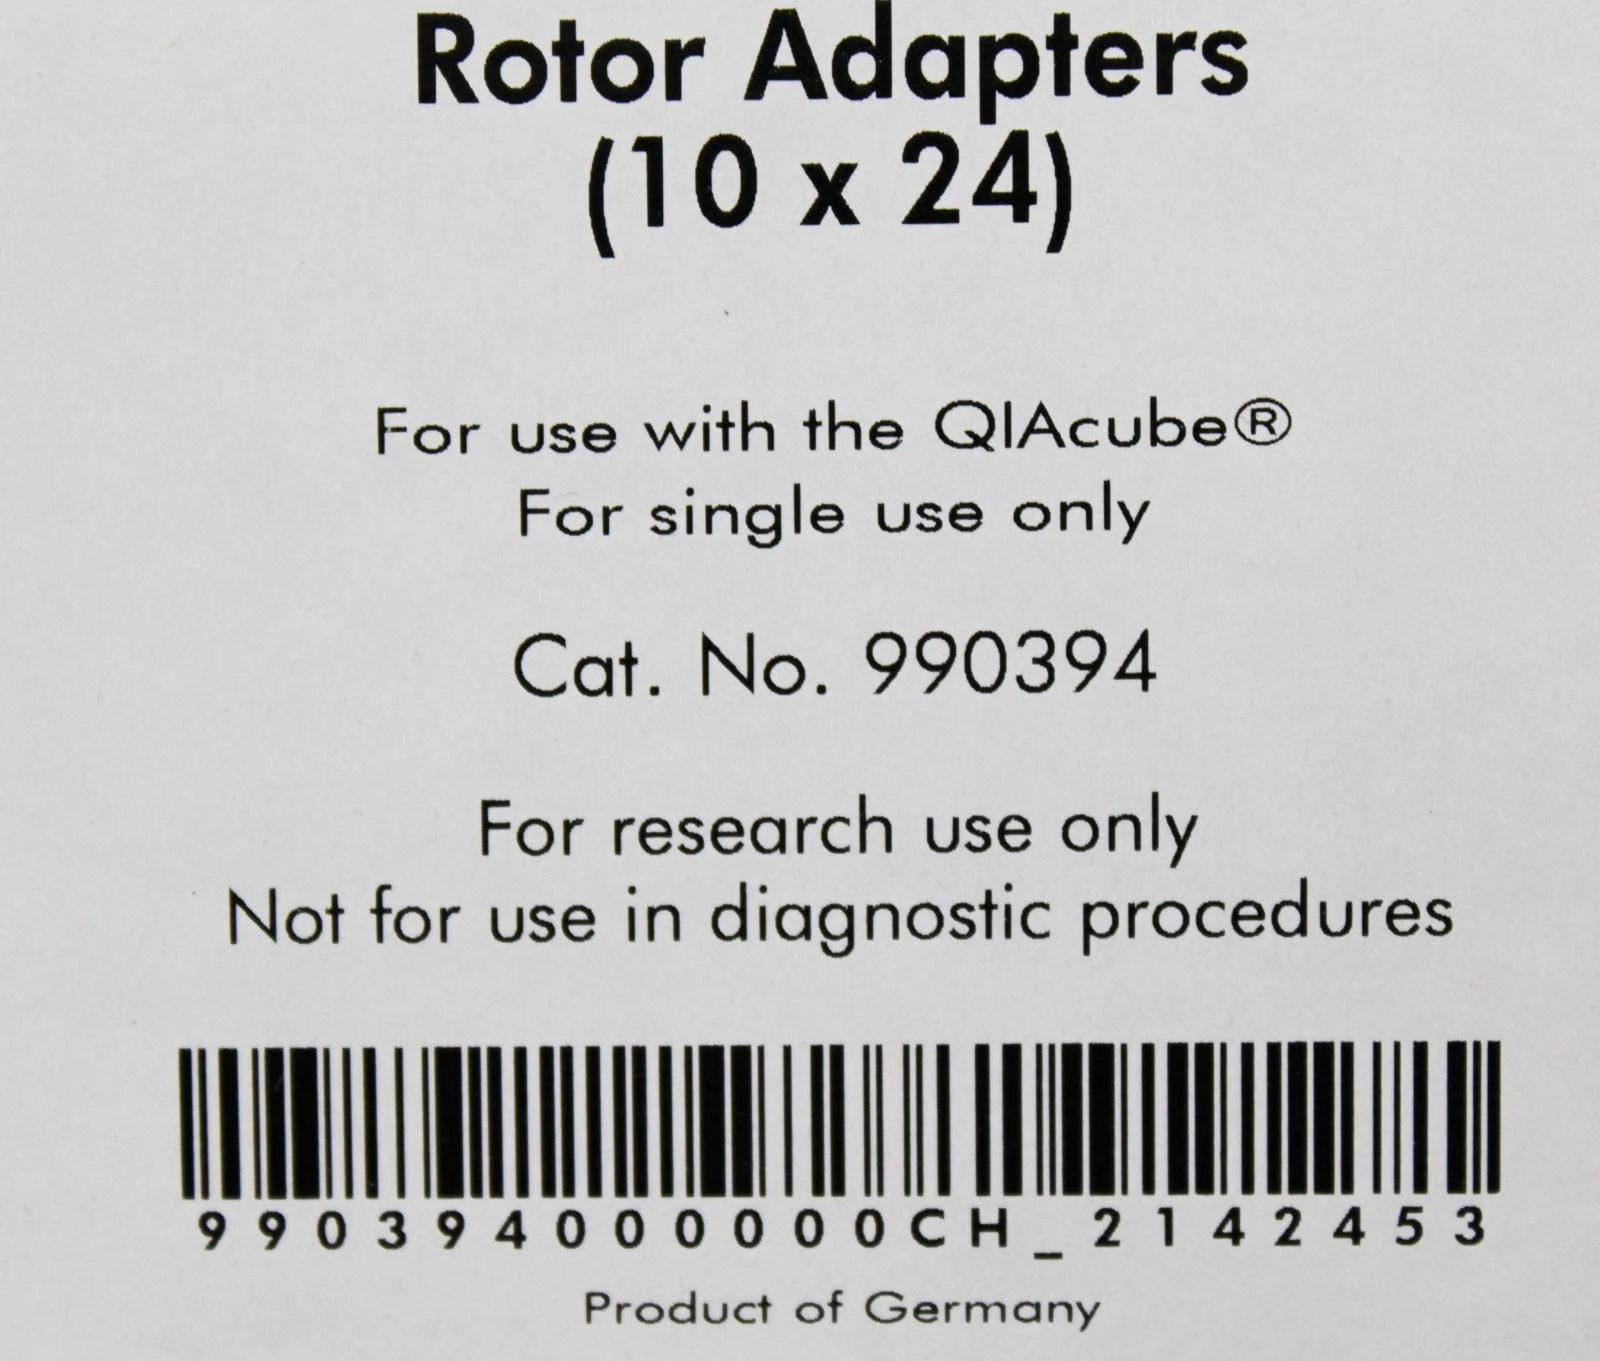 Rotor Adapters
(10 x 24)
For use with the QIAcube®
For single use only
Cat. No. 990394
For research use only
Not for use in diagnostic procedures
990394000000CH_2142453
Product of Germany